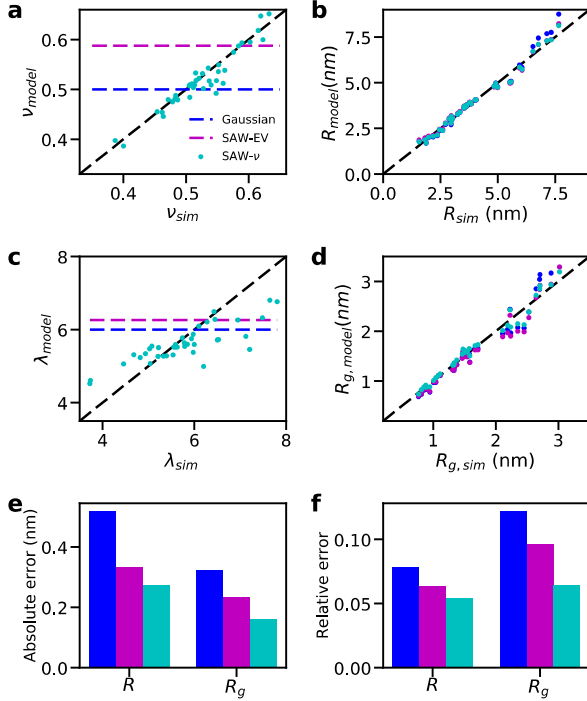 a
ν_model
0.6
0.5
0.4
Gaussian
SAW-EV
SAW-ν
0.4
0.5
0.6
ν_sim
b
R_model(nm)
7.5
5.0
2.5
0.0
0.0
2.5
5.0
7.5
R_sim (nm)
c
λ_model
8
6
4
4
6
8
λ_sim
d
R_g,model(nm)
3
2
1
1
2
3
R_g,sim (nm)
e
Absolute error (nm)
0.4
0.2
0.0
R
R_g
f
Relative error
0.10
0.05
0.00
R
R_g